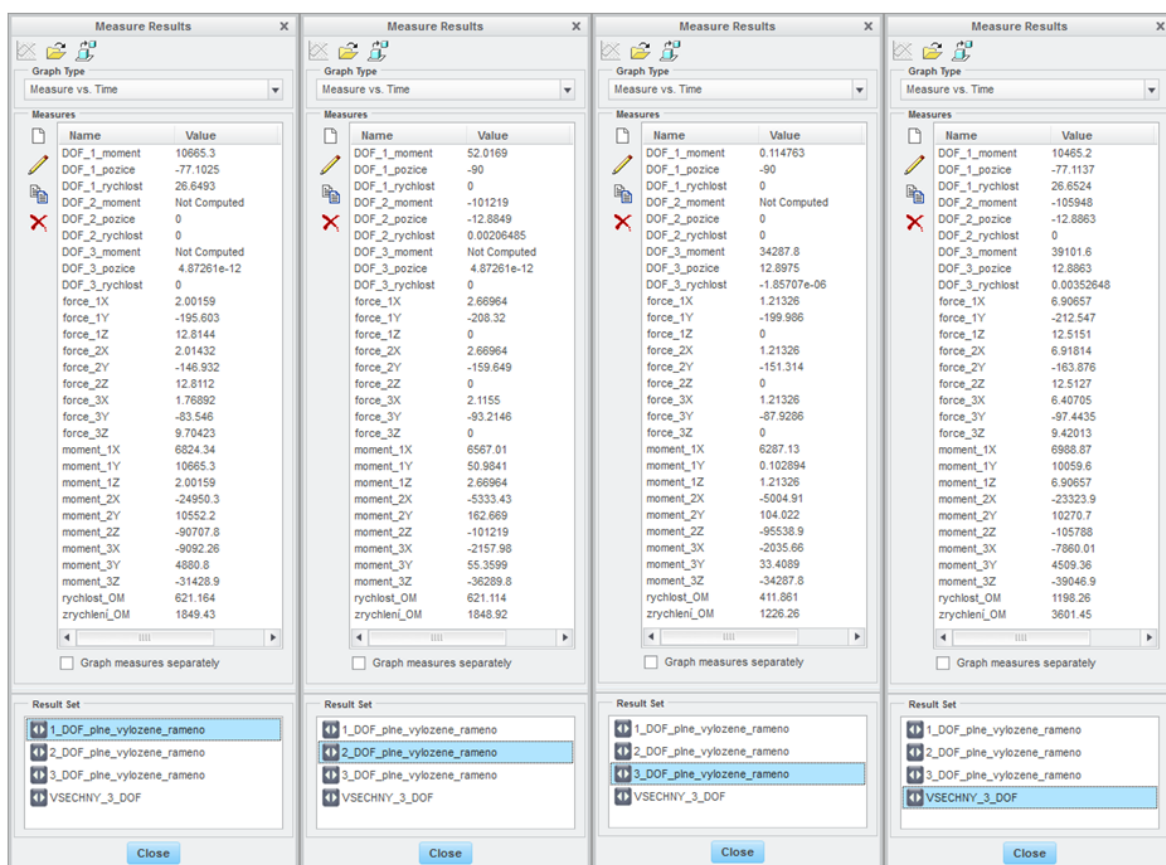 Measure Results
Graph Type
Measure vs. Time
Measures
Name Value
DOF_1_moment 10665.3
DOF_1_pozice -77.1025
DOF_1_rychlost 26.6493
DOF_2_moment Not Computed
DOF_2_pozice 0
DOF_2_rychlost 0
DOF_3_moment Not Computed
DOF_3_pozice 4.87261e-12
DOF_3_rychlost 0
force_1X 2.00159
force_1Y -195.603
force_1Z 12.8144
force_2X 2.01432
force_2Y -146.932
force_2Z 12.8112
force_3X 1.76892
force_3Y -83.546
force_3Z 9.70423
moment_1X 6824.34
moment_1Y 10665.3
moment_1Z 2.00159
moment_2X -24950.3
moment_2Y 10552.2
moment_2Z -90707.8
moment_3X -9092.26
moment_3Y 4880.8
moment_3Z -31428.9
rychlost_OM 621.164
zrychlení_OM 1849.43
Graph measures separately
Result Set
1_DOF_plne_vylozene_rameno
2_DOF_plne_vylozene_rameno
3_DOF_plne_vylozene_rameno
VSECHNY_3_DOF
Close
Measure Results
Graph Type
Measure vs. Time
Measures
Name Value
DOF_1_moment 52.0169
DOF_1_pozice -90
DOF_1_rychlost 0
DOF_2_moment -101219
DOF_2_pozice -12.8849
DOF_2_rychlost 0.00206485
DOF_3_moment Not Computed
DOF_3_pozice 4.87261e-12
DOF_3_rychlost 0
force_1X 2.66964
force_1Y -208.32
force_1Z 0
force_2X 2.66964
force_2Y -159.649
force_2Z 0
force_3X 2.1155
force_3Y -93.2146
force_3Z 0
moment_1X 6567.01
moment_1Y 50.9841
moment_1Z 2.66964
moment_2X -5333.43
moment_2Y 162.669
moment_2Z -101219
moment_3X -2157.98
moment_3Y 55.3599
moment_3Z -36289.8
rychlost_OM 621.114
zrychlení_OM 1848.92
Graph measures separately
Result Set
1_DOF_plne_vylozene_rameno
2_DOF_plne_vylozene_rameno
3_DOF_plne_vylozene_rameno
VSECHNY_3_DOF
Close
Measure Results
Graph Type
Measure vs. Time
Measures
Name Value
DOF_1_moment 0.114763
DOF_1_pozice -90
DOF_1_rychlost 0
DOF_2_moment Not Computed
DOF_2_pozice 0
DOF_2_rychlost 0
DOF_3_moment 34287.8
DOF_3_pozice 12.8975
DOF_3_rychlost -1.85707e-06
force_1X 1.21326
force_1Y -199.986
force_1Z 0
force_2X 1.21326
force_2Y -151.314
force_2Z 0
force_3X 1.21326
force_3Y -87.9286
force_3Z 0
moment_1X 6287.13
moment_1Y 0.102894
moment_1Z 1.21326
moment_2X -5004.91
moment_2Y 104.022
moment_2Z -95538.9
moment_3X -2035.66
moment_3Y 33.4089
moment_3Z -34287.8
rychlost_OM 411.861
zrychlení_OM 1226.26
Graph measures separately
Result Set
1_DOF_plne_vylozene_rameno
2_DOF_plne_vylozene_rameno
3_DOF_plne_vylozene_rameno
VSECHNY_3_DOF
Close
Measure Results
Graph Type
Measure vs. Time
Measures
Name Value
DOF_1_moment 10465.2
DOF_1_pozice -77.1137
DOF_1_rychlost 26.6524
DOF_2_moment -105948
DOF_2_pozice -12.8863
DOF_2_rychlost 0
DOF_3_moment 39101.6
DOF_3_pozice 12.8863
DOF_3_rychlost 0.00352648
force_1X 6.90657
force_1Y -212.547
force_1Z 12.5151
force_2X 6.91814
force_2Y -163.876
force_2Z 12.5127
force_3X 6.40705
force_3Y -97.4435
force_3Z 9.42013
moment_1X 6988.87
moment_1Y 10059.6
moment_1Z 6.90657
moment_2X -23323.9
moment_2Y 10270.7
moment_2Z -105788
moment_3X -7860.01
moment_3Y 4509.36
moment_3Z -39046.9
rychlost_OM 1198.26
zrychlení_OM 3601.45
Graph measures separately
Result Set
1_DOF_plne_vylozene_rameno
2_DOF_plne_vylozene_rameno
3_DOF_plne_vylozene_rameno
VSECHNY_3_DOF
Close